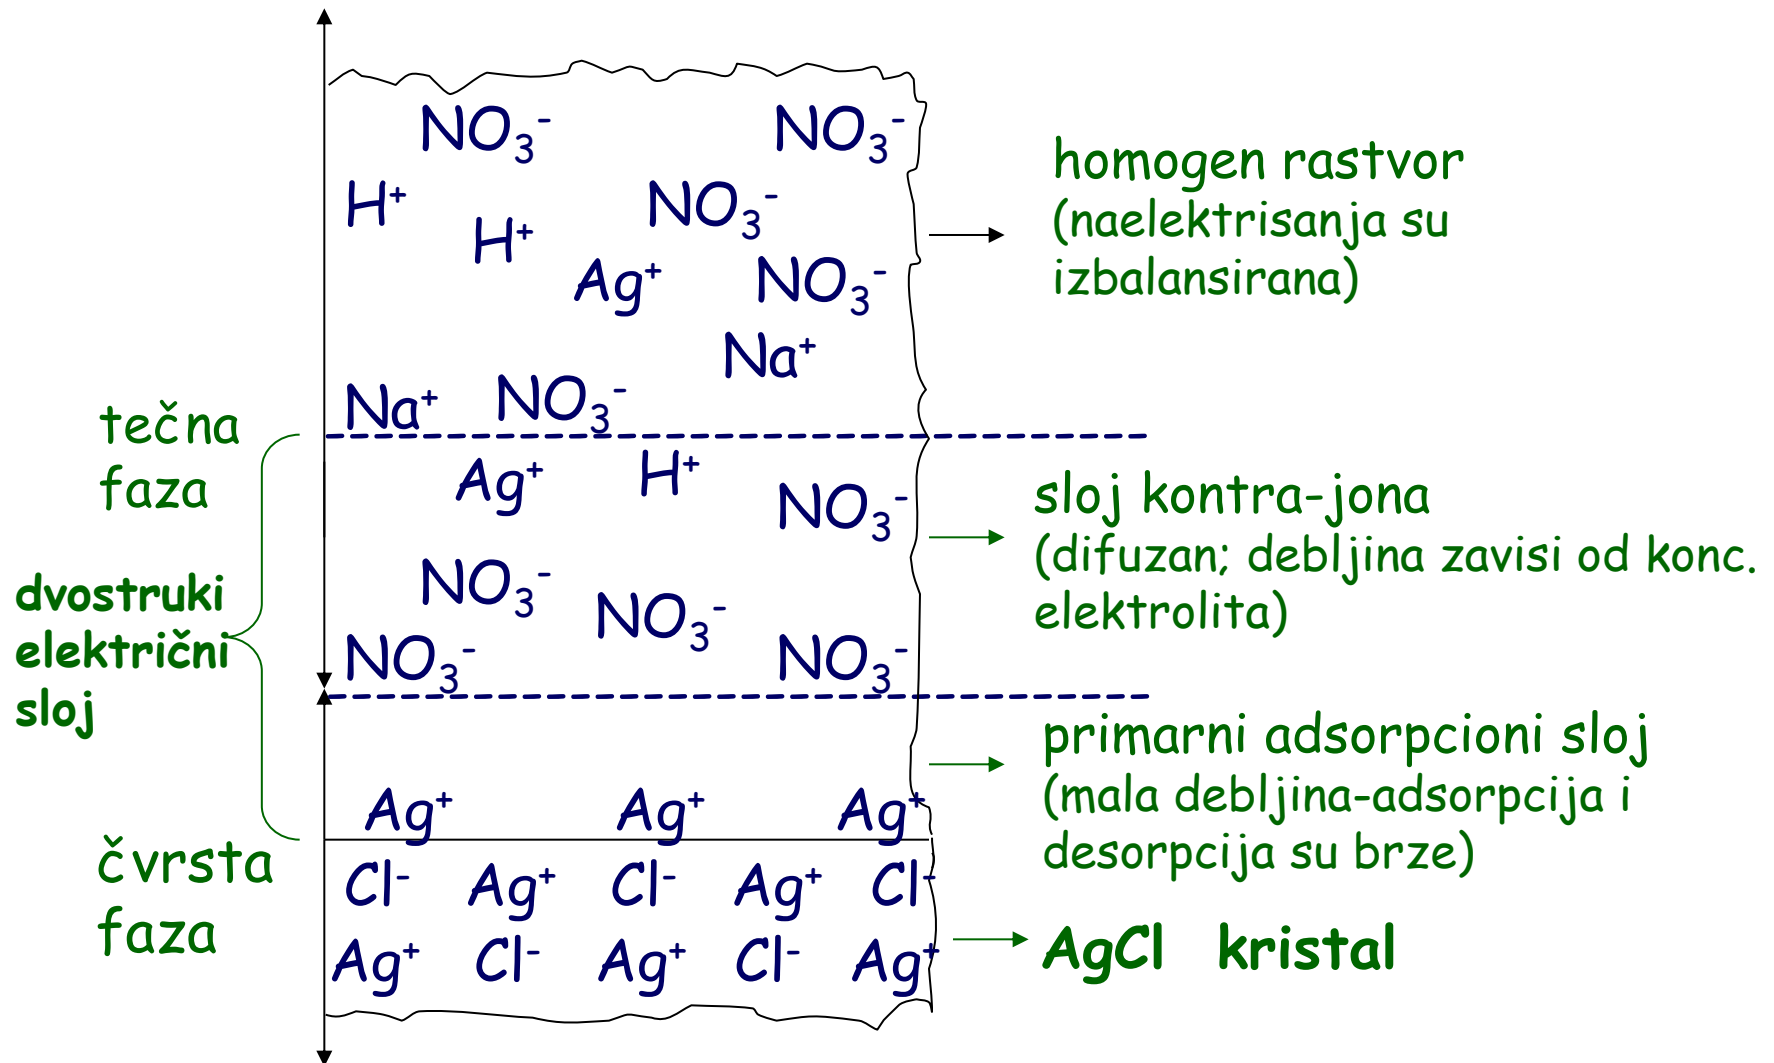 NO₃⁻ NO₃⁻
H⁺ NO₃⁻
H⁺
Ag⁺ NO₃⁻
Na⁺
Na⁺ NO₃⁻
homogen rastvor
(naelektrisanja su
izbalansirana)
tečna
faza
Ag⁺ H⁺
NO₃⁻
NO₃⁻
NO₃⁻
NO₃⁻ NO₃⁻
sloj kontra-jona
(difuzan; debljina zavisi od konc.
elektrolita)
dvostruki
električni
sloj
Ag⁺ Ag⁺ Ag⁺
primarni adsorpcioni sloj
(mala debljina-adsorpcija i
desorpcija su brze)
čvrsta
faza
Cl⁻ Ag⁺ Cl⁻ Ag⁺ Cl⁻
Ag⁺ Cl⁻ Ag⁺ Cl⁻ Ag⁺
AgCl kristal